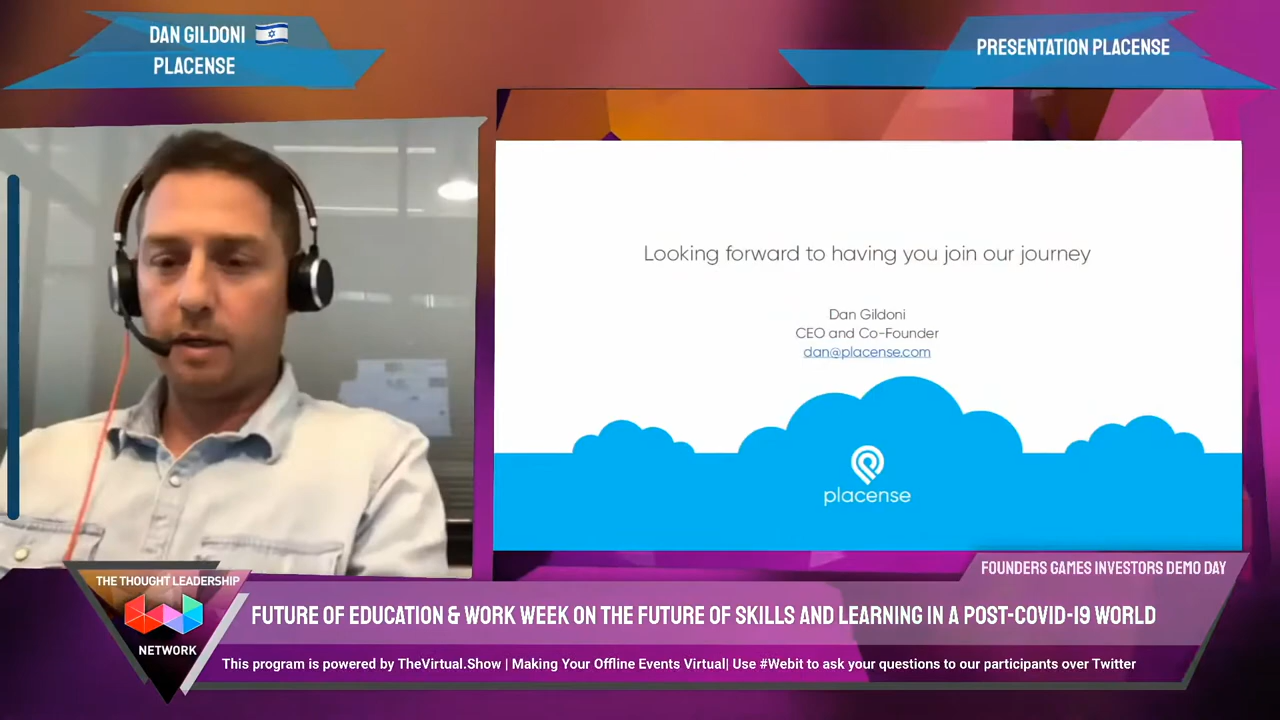 DAN GILDONI 🇮🇱
PLACENSE
PRESENTATION PLACENSE
Looking forward to having you join our journey
Dan Gildoni
CEO and Co-Founder
dan@placense.com
placense
FOUNDERS GAMES INVESTORS DEMO DAY
THE THOUGHT LEADERSHIP
NETWORK
FUTURE OF EDUCATION & WORK WEEK ON THE FUTURE OF SKILLS AND LEARNING IN A POST-COVID-19 WORLD
This program is powered by TheVirtual.Show | Making Your Offline Events Virtual| Use #Webit to ask your questions to our participants over Twitter